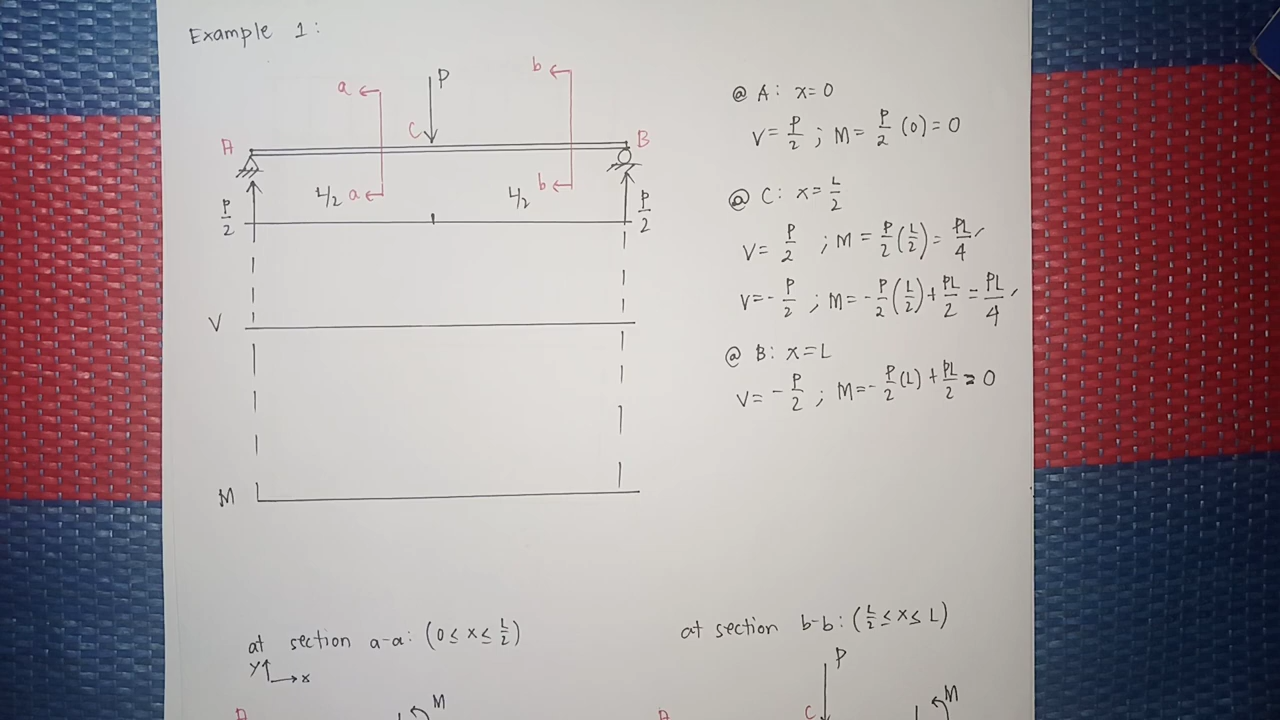 Example 1:
a b P
A C B
a b
P/2 L/2 L/2 P/2
V
M
@ A: x=0
V= P/2 ; M= P/2 (0) = 0
@ C: x= L/2
V= P/2 ; M= P/2 (L/2) = PL/4
V=- P/2 ; M=- P/2 (L/2) + PL/2 = PL/4
@ B: x=L
V= - P/2 ; M=- P/2 (L) + PL/2 = 0
at section a-a: (0 ≤ x ≤ L/2)
Y x
A M
at section b-b: (L/2 ≤ x ≤ L)
P
A C M